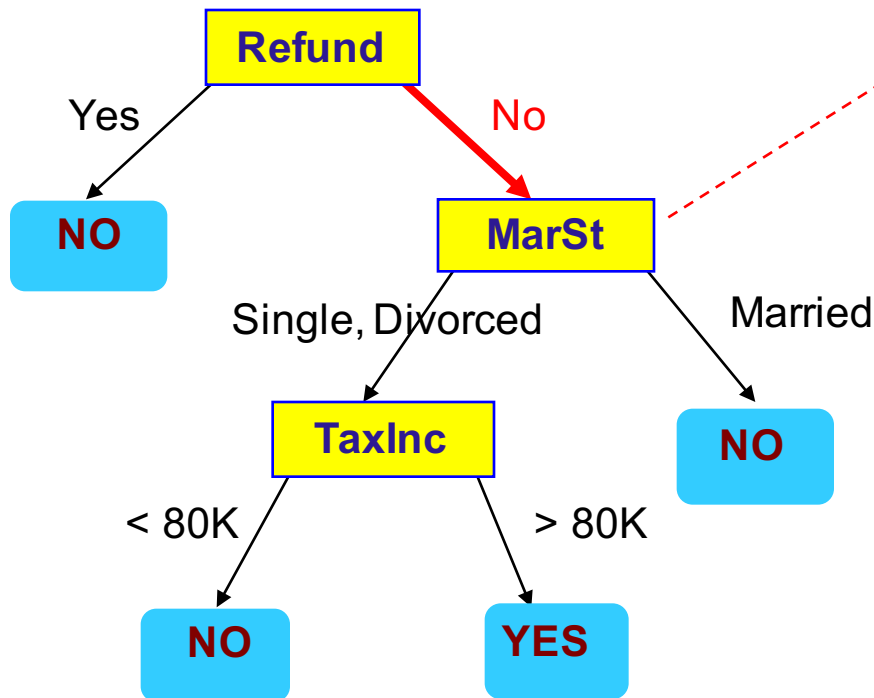 Refund
Yes
No
NO
MarSt
Single, Divorced
Married
TaxInc
NO
< 80K
> 80K
NO
YES